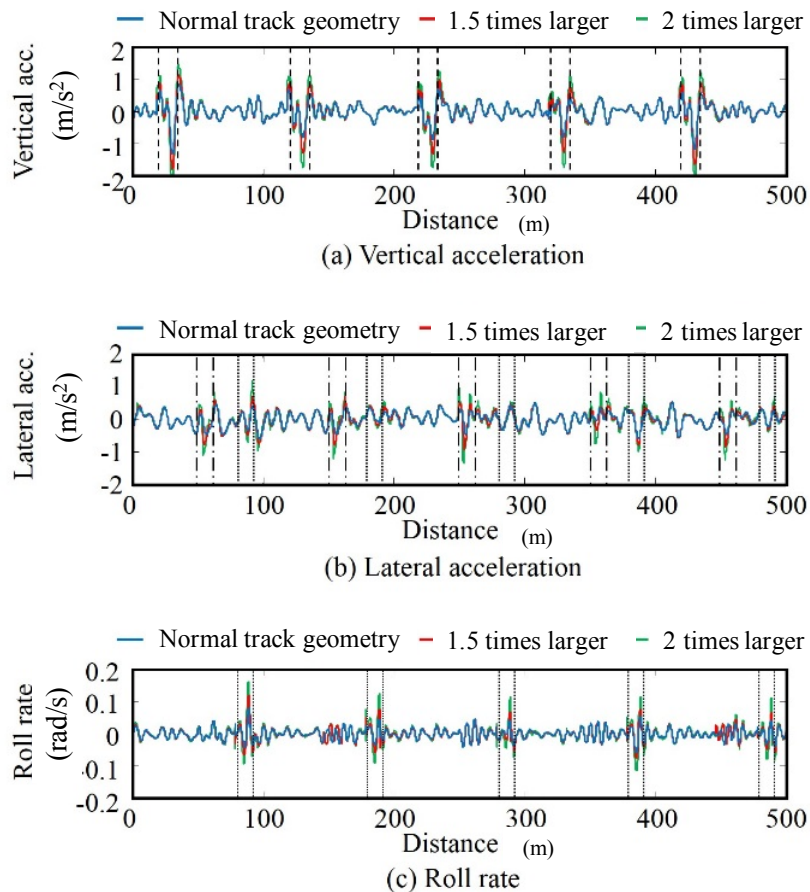 Normal track geometry 1.5 times larger 2 times larger
Vertical acc.
(m/s²)
2
1
0
-1
-2
0 100 200 300 400 500
Distance (m)
(a) Vertical acceleration
Normal track geometry 1.5 times larger 2 times larger
Lateral acc.
(m/s²)
2
1
0
-1
-2
0 100 200 300 400 500
Distance (m)
(b) Lateral acceleration
Normal track geometry 1.5 times larger 2 times larger
Roll rate
(rad/s)
0.2
0.1
0
-0.1
-0.2
0 100 200 300 400 500
Distance (m)
(c) Roll rate